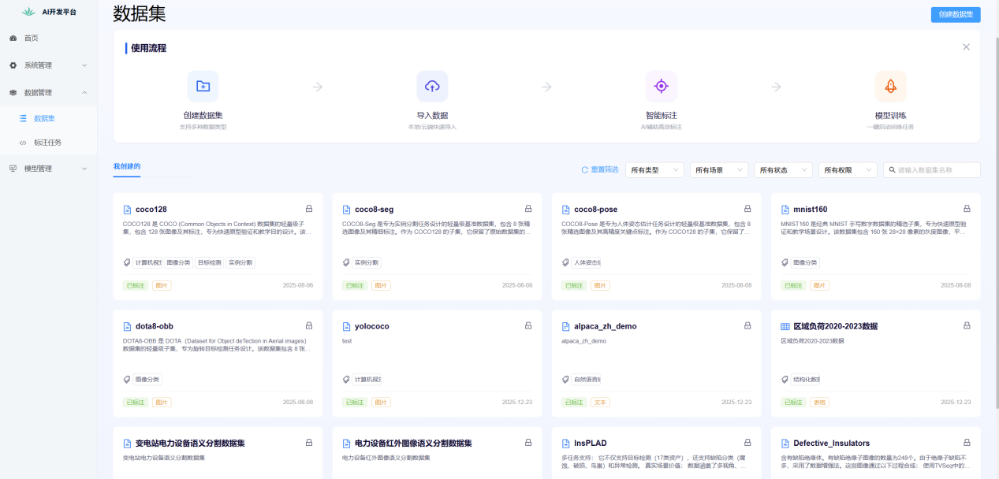 AI开发平台
首页
系统管理
数据管理
数据集
标注任务
模型管理
数据集
创建数据集
使用流程
创建数据集
支持多种数据类型
导入数据
本地/云端快速导入
智能标注
AI辅助高效标注
模型训练
一键启动训练任务
我创建的
重置筛选 所有类型 所有场景 所有状态 所有权限 请输入数据集名称
coco128
COCO128 是 COCO (Common Objects in Context) 数据集的轻量级子
集，包含 128 张图像及其标注，专为快速原型验证和教学目的设计。该...
计算机视 图像分类 目标检测 实例分割
已标注 图片 2025-08-06
coco8-seg
COCO8-Seg 是专为实例分割任务设计的轻量级基准数据集，包含 8 张精
选图像及其精细标注。作为 COCO128 的子集，它保留了原始数据集的...
实例分割
已标注 图片 2025-08-08
coco8-pose
COCO8-Pose 是专为人体姿态估计任务设计的轻量级基准数据集，包含 8
张精选图像及其高精度关键点标注。作为 COCO128 的子集，它保留了...
人体姿态
已标注 图片 2025-08-08
mnist160
MNIST160 是经典 MNIST 手写数字数据集的精选子集，专为快速原型验
证和教学场景设计。该数据集包含 160 张 28×28 像素的灰度图像，平...
图像分类
已标注 图片 2025-08-08
dota8-obb
DOTA8-OBB 是 DOTA（Dataset for Object deTection in Aerial images）
数据集的轻量级子集，专为旋转目标检测任务设计。该数据集包含 8 张...
图像分类
已标注 图片 2025-08-08
yolococo
test
计算机视
已标注 图片 2025-12-23
alpaca_zh_demo
alpaca_zh_demo
自然语言
已标注 文本 2025-12-23
区域负荷2020-2023数据
区域负荷2020-2023数据
结构化数
已标注 表格 2025-12-23
变电站电力设备语义分割数据集
变电站电力设备语义分割数据集
电力设备红外图像语义分割数据集
电力设备红外图像语义分割数据集
InsPLAD
多任务支持： 它不仅支持目标检测（17类资产），还支持缺陷分类（腐
蚀、破损、鸟巢）和异常检测。 真实场景价值： 数据涵盖了多视角、...
Defective_Insulators
含有缺陷绝缘体。有缺陷绝缘子图像的数量为248个。由于绝缘子缺陷不
多，采用了数据增强法。这些图像通过以下过程合成： 使用TVSeg中的...